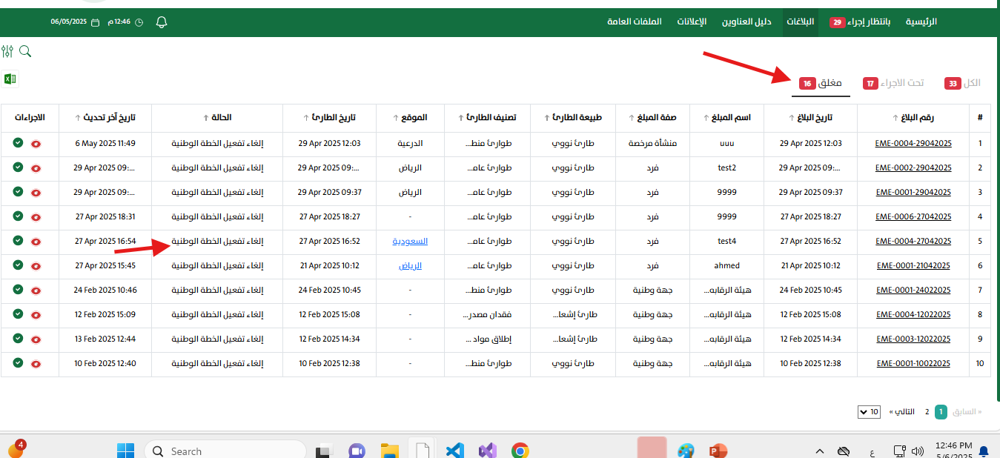 الرئيسية بانتظار إجراء 29 البلاغات دليل العناوين الإعلانات الملفات العامة 12:46 م 06/05/2025
الكل 33 تحت الاجراء 17 مغلق 16
# رقم البلاغ تاريخ البلاغ اسم المبلغ صفة المبلغ طبيعة الطارئ تصنيف الطارئ الموقع تاريخ الطارئ الحالة تاريخ آخر تحديث الاجراءات
1 EME-0004-29042025 29 Apr 2025 12:03 uuu منشأة مرخصة طارئ نووي طوارئ منط... الدرعية 29 Apr 2025 12:03 إلغاء تفعيل الخطة الوطنية 6 May 2025 11:49
2 EME-0002-29042025 29 Apr 2025 09:... test2 فرد طارئ نووي طوارئ عام... الرياض 29 Apr 2025 09:... إلغاء تفعيل الخطة الوطنية 29 Apr 2025 09:...
3 EME-0001-29042025 29 Apr 2025 09:37 9999 فرد طارئ نووي طوارئ عام... الرياض 29 Apr 2025 09:37 إلغاء تفعيل الخطة الوطنية 29 Apr 2025 09:...
4 EME-0006-27042025 27 Apr 2025 18:27 9999 فرد طارئ نووي طوارئ عام... - 27 Apr 2025 18:27 إلغاء تفعيل الخطة الوطنية 27 Apr 2025 18:31
5 EME-0004-27042025 27 Apr 2025 16:52 test4 فرد طارئ نووي طوارئ عام... السعودية 27 Apr 2025 16:52 إلغاء تفعيل الخطة الوطنية 27 Apr 2025 16:54
6 EME-0001-21042025 21 Apr 2025 10:12 ahmed فرد طارئ نووي طوارئ عام... الرياض 21 Apr 2025 10:12 إلغاء تفعيل الخطة الوطنية 27 Apr 2025 15:45
7 EME-0001-24022025 24 Feb 2025 10:45 هيئة الرقابه... جهة وطنية طارئ نووي طوارئ منط... - 24 Feb 2025 10:45 إلغاء تفعيل الخطة الوطنية 24 Feb 2025 10:46
8 EME-0004-12022025 12 Feb 2025 15:08 هيئة الرقابه... جهة وطنية طارئ إشعا... فقدان مصدر... - 12 Feb 2025 15:08 إلغاء تفعيل الخطة الوطنية 12 Feb 2025 15:09
9 EME-0003-12022025 12 Feb 2025 14:34 هيئة الرقابه... جهة وطنية طارئ إشعا... إطلاق مواد ... - 12 Feb 2025 14:34 إلغاء تفعيل الخطة الوطنية 13 Feb 2025 12:44
10 EME-0001-10022025 10 Feb 2025 12:38 هيئة الرقابه... جهة وطنية طارئ نووي طوارئ منط... - 10 Feb 2025 12:38 إلغاء تفعيل الخطة الوطنية 10 Feb 2025 12:40
« السابق 1 2 التالي » 10
4 Search ع 12:46 PM
5/6/2025